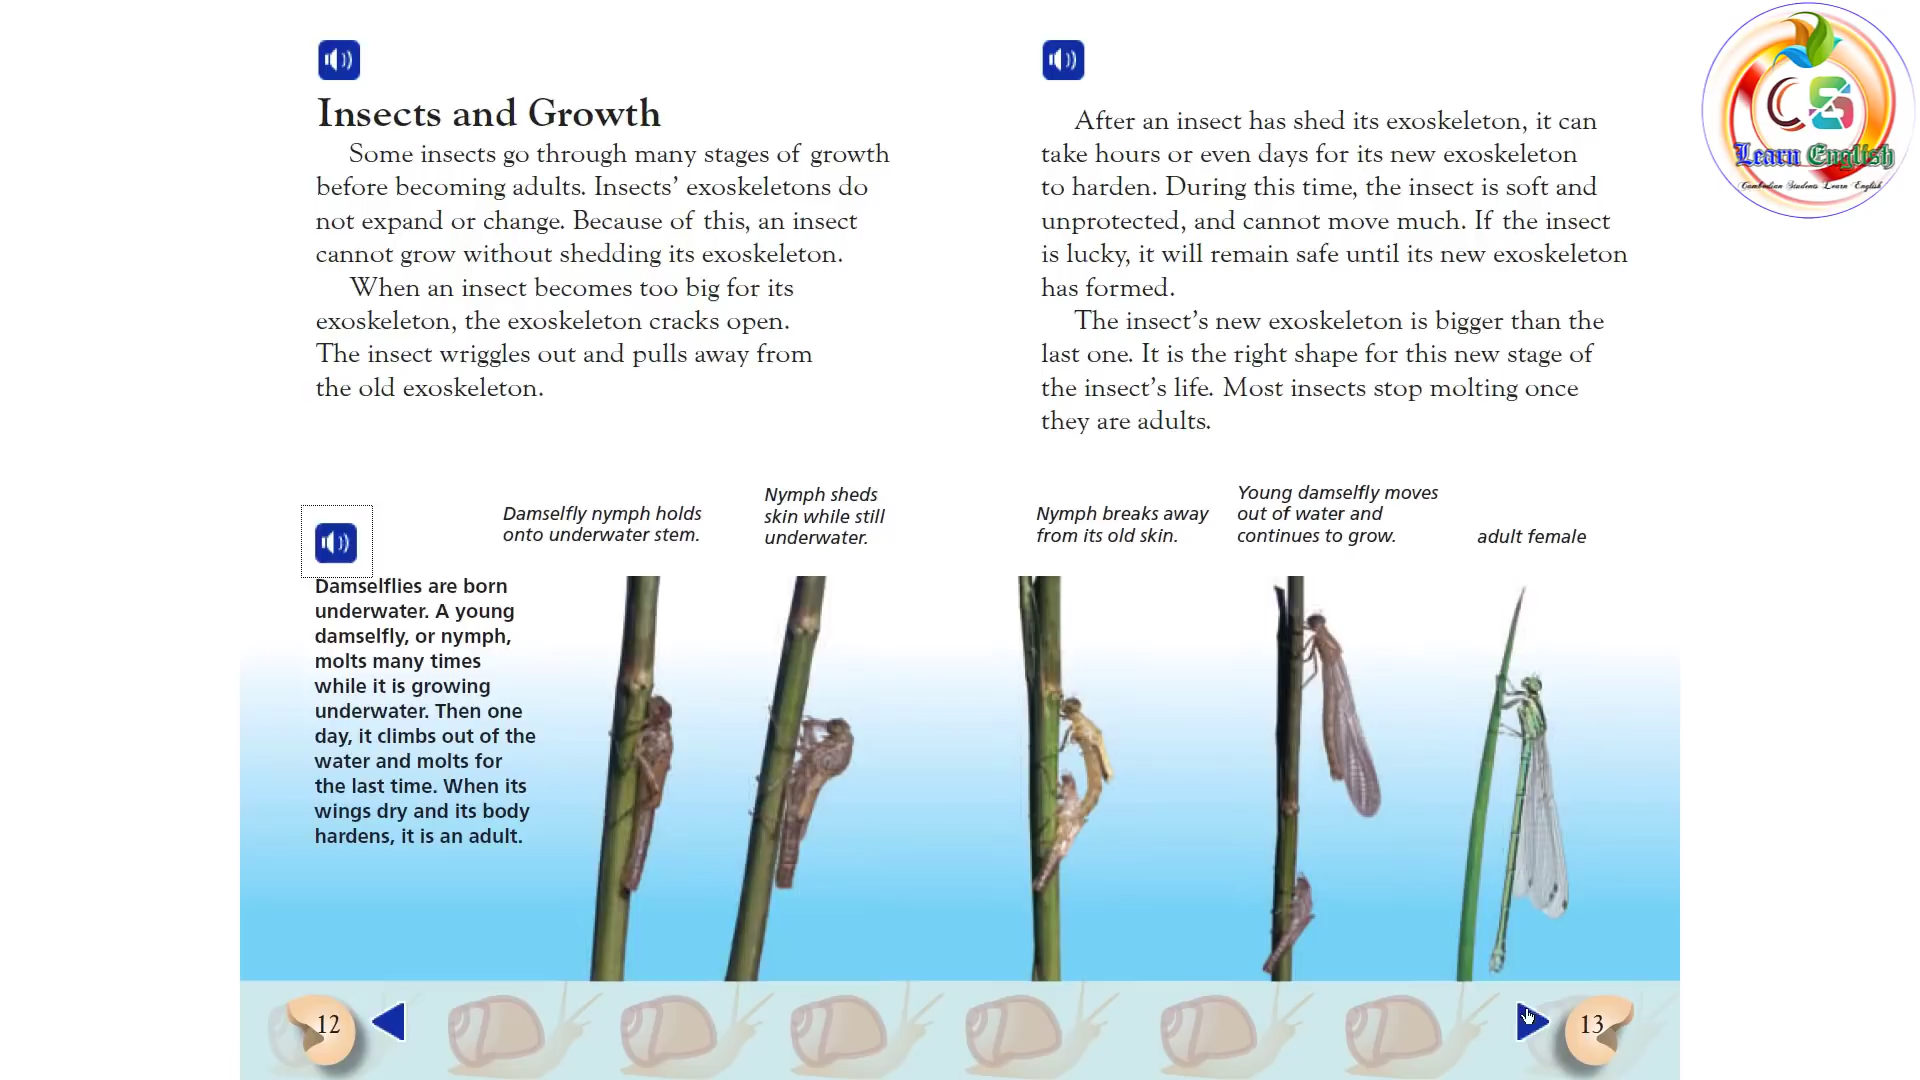 Insects and Growth
Some insects go through many stages of growth
before becoming adults. Insects’ exoskeletons do
not expand or change. Because of this, an insect
cannot grow without shedding its exoskeleton.
When an insect becomes too big for its
exoskeleton, the exoskeleton cracks open.
The insect wriggles out and pulls away from
the old exoskeleton.
After an insect has shed its exoskeleton, it can
take hours or even days for its new exoskeleton
to harden. During this time, the insect is soft and
unprotected, and cannot move much. If the insect
is lucky, it will remain safe until its new exoskeleton
has formed.
The insect’s new exoskeleton is bigger than the
last one. It is the right shape for this new stage of
the insect’s life. Most insects stop molting once
they are adults.
Damselfly nymph holds
onto underwater stem.
Nymph sheds
skin while still
underwater.
Nymph breaks away
from its old skin.
Young damselfly moves
out of water and
continues to grow.
adult female
Damselflies are born
underwater. A young
damselfly, or nymph,
molts many times
while it is growing
underwater. Then one
day, it climbs out of the
water and molts for
the last time. When its
wings dry and its body
hardens, it is an adult.
12
13
CS
Learn English
Cambodian Students Learn English